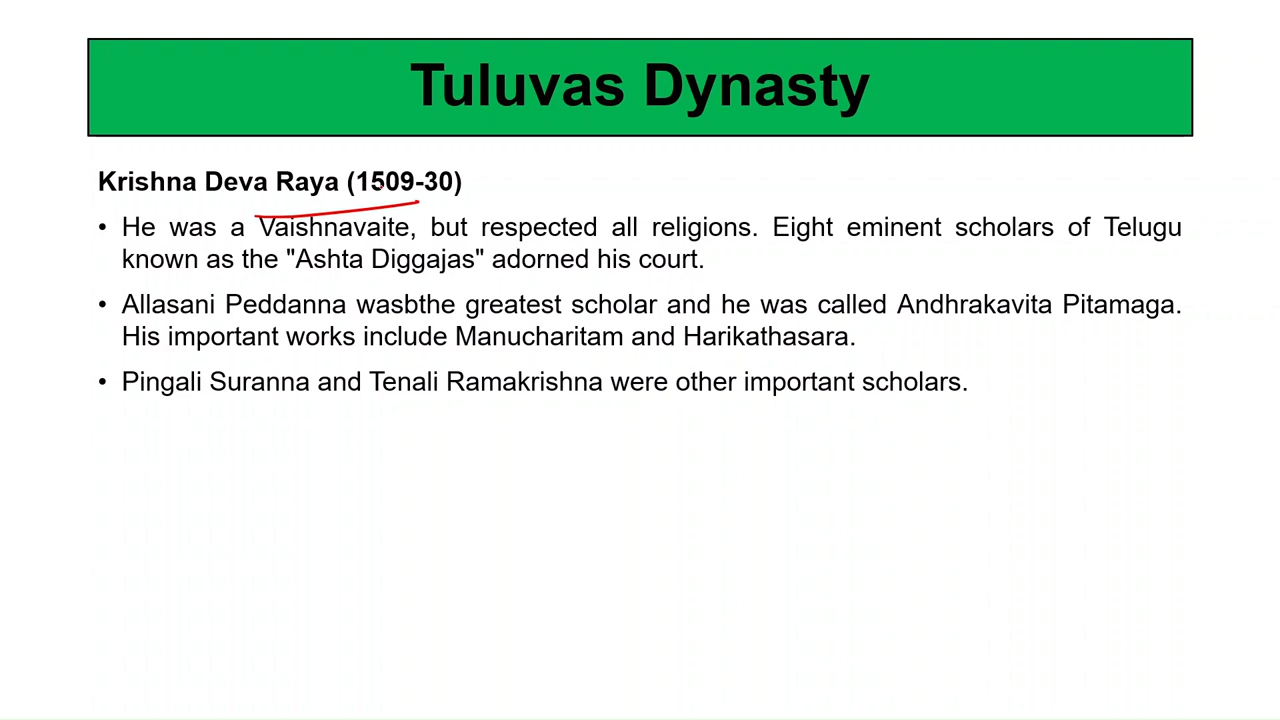 Tuluvas Dynasty
Krishna Deva Raya (1509-30)
• He was a Vaishnavaite, but respected all religions. Eight eminent scholars of Telugu
known as the "Ashta Diggajas" adorned his court.
• Allasani Peddanna wasbthe greatest scholar and he was called Andhrakavita Pitamaga.
His important works include Manucharitam and Harikathasara.
• Pingali Suranna and Tenali Ramakrishna were other important scholars.